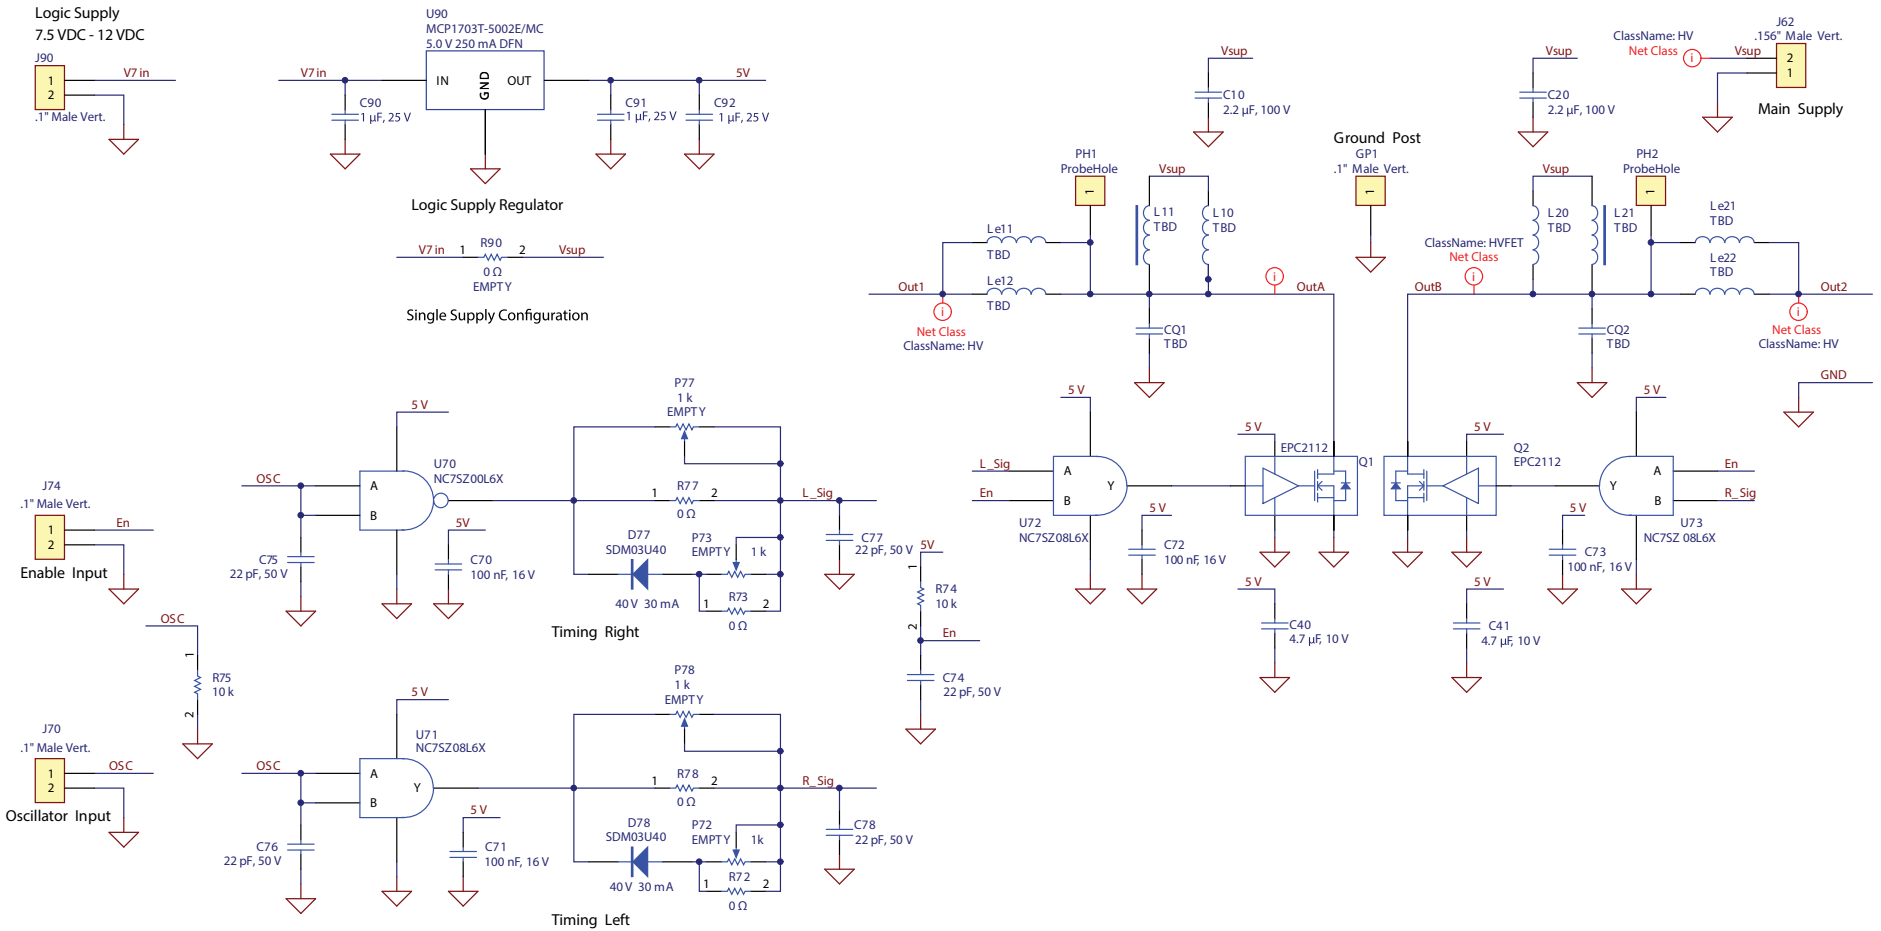 Logic Supply
7.5 VDC - 12 VDC
J90
1
2
V7 in
.1" Male Vert.
U90
MCP1703T-5002E/MC
5.0 V 250 mA DFN
V7 in
IN
GND
OUT
5V
C90
1 µF, 25 V
C91
1 µF, 25 V
C92
1 µF, 25 V
Logic Supply Regulator
V7 in
1
R90
2
Vsup
0 Ω
EMPTY
Single Supply Configuration
Vsup
C10
2.2 µF, 100 V
Vsup
C20
2.2 µF, 100 V
ClassName: HV
Net Class
i
Vsup
J62
.156" Male Vert.
2
1
Main Supply
Ground Post
GP1
.1" Male Vert.
1
PH1
ProbeHole
1
Vsup
L11
TBD
L10
TBD
Le11
TBD
Le12
TBD
Out1
i
Net Class
ClassName: HV
CQ1
TBD
i
OutA
Vsup
L20
TBD
L21
TBD
PH2
ProbeHole
1
Le21
TBD
Le22
TBD
ClassName: HVFET
Net Class
i
OutB
CQ2
TBD
Out2
i
Net Class
ClassName: HV
GND
J74
.1" Male Vert.
1
2
En
Enable Input
OSC
5 V
A
B
U70
NC7SZ00L6X
C75
22 pF, 50 V
5V
C70
100 nF, 16 V
P77
1 k
EMPTY
1
R77
2
0 Ω
D77
SDM03U40
40 V 30 mA
P73
EMPTY
1 k
1
R73
2
0 Ω
L_Sig
C77
22 pF, 50 V
Timing Right
5V
1
R74
10 k
2
En
C74
22 pF, 50 V
L_Sig
En
5 V
A
B
Y
U72
NC7SZ08L6X
5 V
C72
100 nF, 16 V
5 V
EPC2112
Q1
5 V
C40
4.7 µF, 10 V
5 V
Q2
EPC2112
5 V
C41
4.7 µF, 10 V
5 V
A
B
Y
En
R_Sig
U73
NC7SZ 08L6X
5 V
C73
100 nF, 16 V
OSC
1
R75
10 k
2
J70
.1" Male Vert.
1
2
OSC
Oscillator Input
OSC
5 V
A
B
Y
U71
NC7SZ08L6X
C76
22 pF, 50 V
5 V
C71
100 nF, 16 V
P78
1 k
EMPTY
1
R78
2
0 Ω
D78
SDM03U40
40 V 30 mA
P72
EMPTY
1k
1
R72
2
0 Ω
R_Sig
C78
22 pF, 50 V
Timing Left